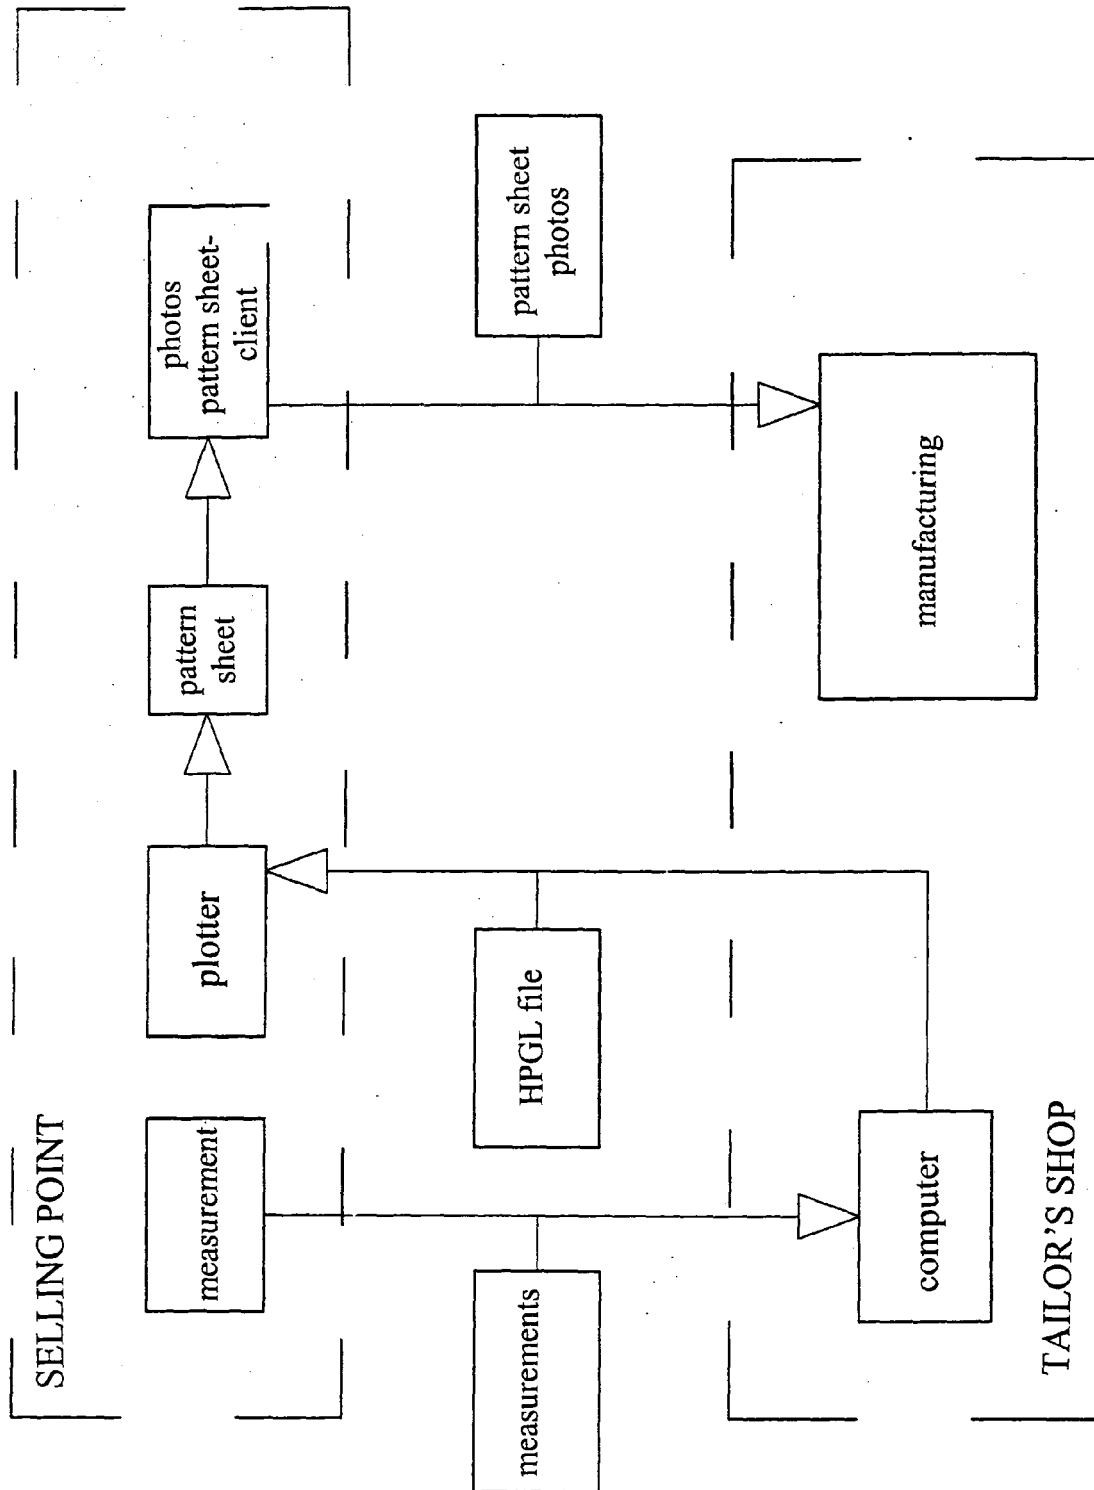 SELLING POINT
measurement
plotter
pattern
sheet
photos
pattern sheet-
client
measurements
HPGL file
pattern sheet
photos
computer
manufacturing
TAILOR'S SHOP